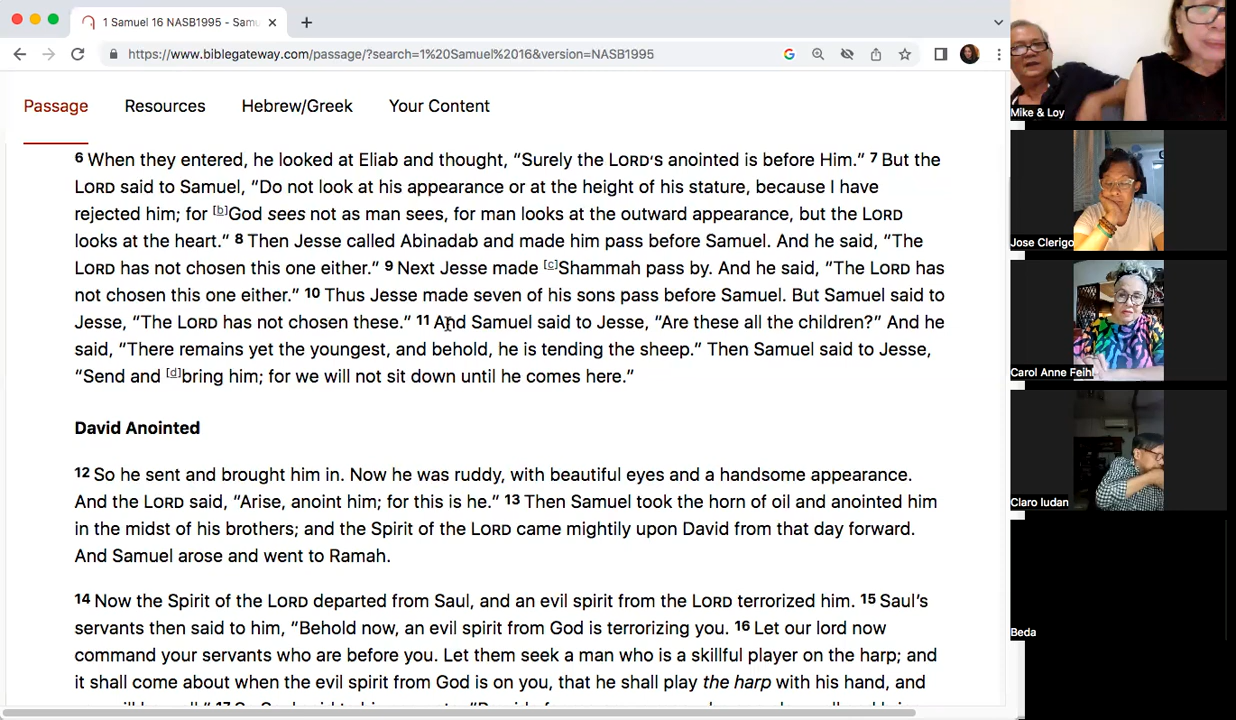 1 Samuel 16 NASB1995 - Samu
https://www.biblegateway.com/passage/?search=1%20Samuel%2016&version=NASB1995
Passage Resources Hebrew/Greek Your Content
6 When they entered, he looked at Eliab and thought, “Surely the LORD’S anointed is before Him.” 7 But the
LORD said to Samuel, “Do not look at his appearance or at the height of his stature, because I have
rejected him; for [b]God sees not as man sees, for man looks at the outward appearance, but the LORD
looks at the heart.” 8 Then Jesse called Abinadab and made him pass before Samuel. And he said, “The
LORD has not chosen this one either.” 9 Next Jesse made [c]Shammah pass by. And he said, “The LORD has
not chosen this one either.” 10 Thus Jesse made seven of his sons pass before Samuel. But Samuel said to
Jesse, “The LORD has not chosen these.” 11 And Samuel said to Jesse, “Are these all the children?” And he
said, “There remains yet the youngest, and behold, he is tending the sheep.” Then Samuel said to Jesse,
“Send and [d]bring him; for we will not sit down until he comes here.”
David Anointed
12 So he sent and brought him in. Now he was ruddy, with beautiful eyes and a handsome appearance.
And the LORD said, “Arise, anoint him; for this is he.” 13 Then Samuel took the horn of oil and anointed him
in the midst of his brothers; and the Spirit of the LORD came mightily upon David from that day forward.
And Samuel arose and went to Ramah.
14 Now the Spirit of the LORD departed from Saul, and an evil spirit from the LORD terrorized him. 15 Saul’s
servants then said to him, “Behold now, an evil spirit from God is terrorizing you. 16 Let our lord now
command your servants who are before you. Let them seek a man who is a skillful player on the harp; and
it shall come about when the evil spirit from God is on you, that he shall play the harp with his hand, and
Mike & Loy
Jose Clerigo
Carol Anne Feihl
Claro Iudan
Beda